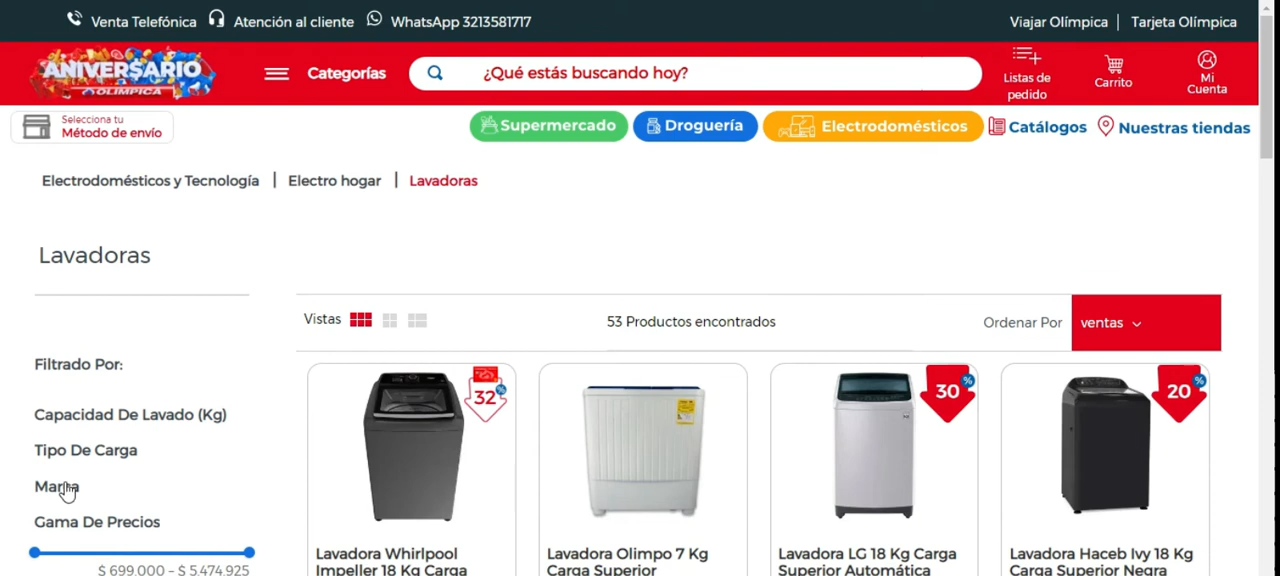 Venta Telefónica Atención al cliente WhatsApp 3213581717 Viajar Olímpica | Tarjeta Olímpica
ANIVERSARIO
OLIMPICA
Categorías
¿Qué estás buscando hoy?
Listas de
pedido
Carrito
Mi
Cuenta
Selecciona tu
Método de envío
Supermercado Droguería Electrodomésticos Catálogos Nuestras tiendas
Electrodomésticos y Tecnología | Electro hogar | Lavadoras
Lavadoras
Vistas 53 Productos encontrados Ordenar Por ventas
Filtrado Por:
Capacidad De Lavado (Kg)
Tipo De Carga
Marca
Gama De Precios
$ 699.000 – $ 5.474.925
32%
30%
20%
Lavadora Whirlpool
Impeller 18 Kg Carga
Lavadora Olimpo 7 Kg
Carga Superior
Lavadora LG 18 Kg Carga
Superior Automática
Lavadora Haceb Ivy 18 Kg
Carga Superior Negra